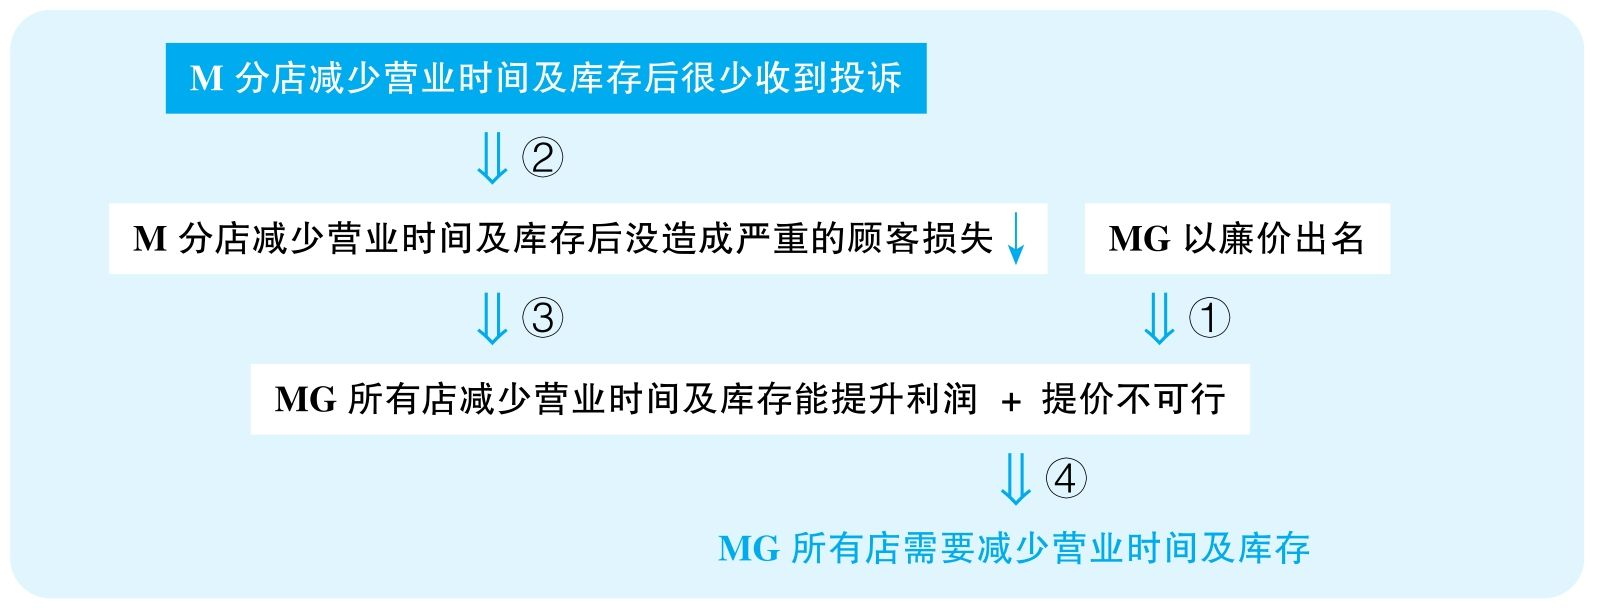 M 分店减少营业时间及库存后很少收到投诉
②
M 分店减少营业时间及库存后没造成严重的顾客损失 MG 以廉价出名
③ ①
MG 所有店减少营业时间及库存能提升利润 + 提价不可行
④
MG 所有店需要减少营业时间及库存